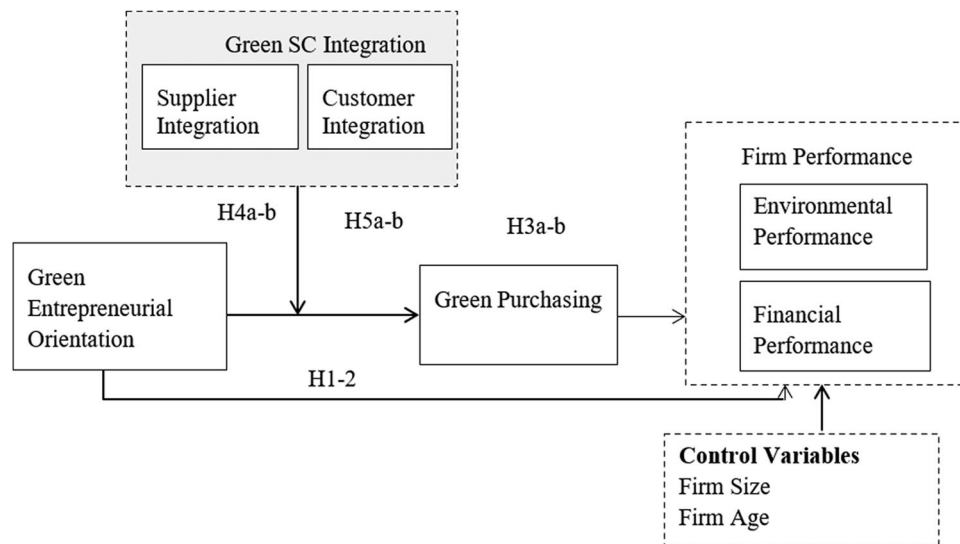 Green SC Integration
Supplier
Integration
Customer
Integration
Firm Performance
Environmental
Performance
Financial
Performance
H4a-b
H5a-b
H3a-b
Green
Entrepreneurial
Orientation
Green Purchasing
H1-2
Control Variables
Firm Size
Firm Age